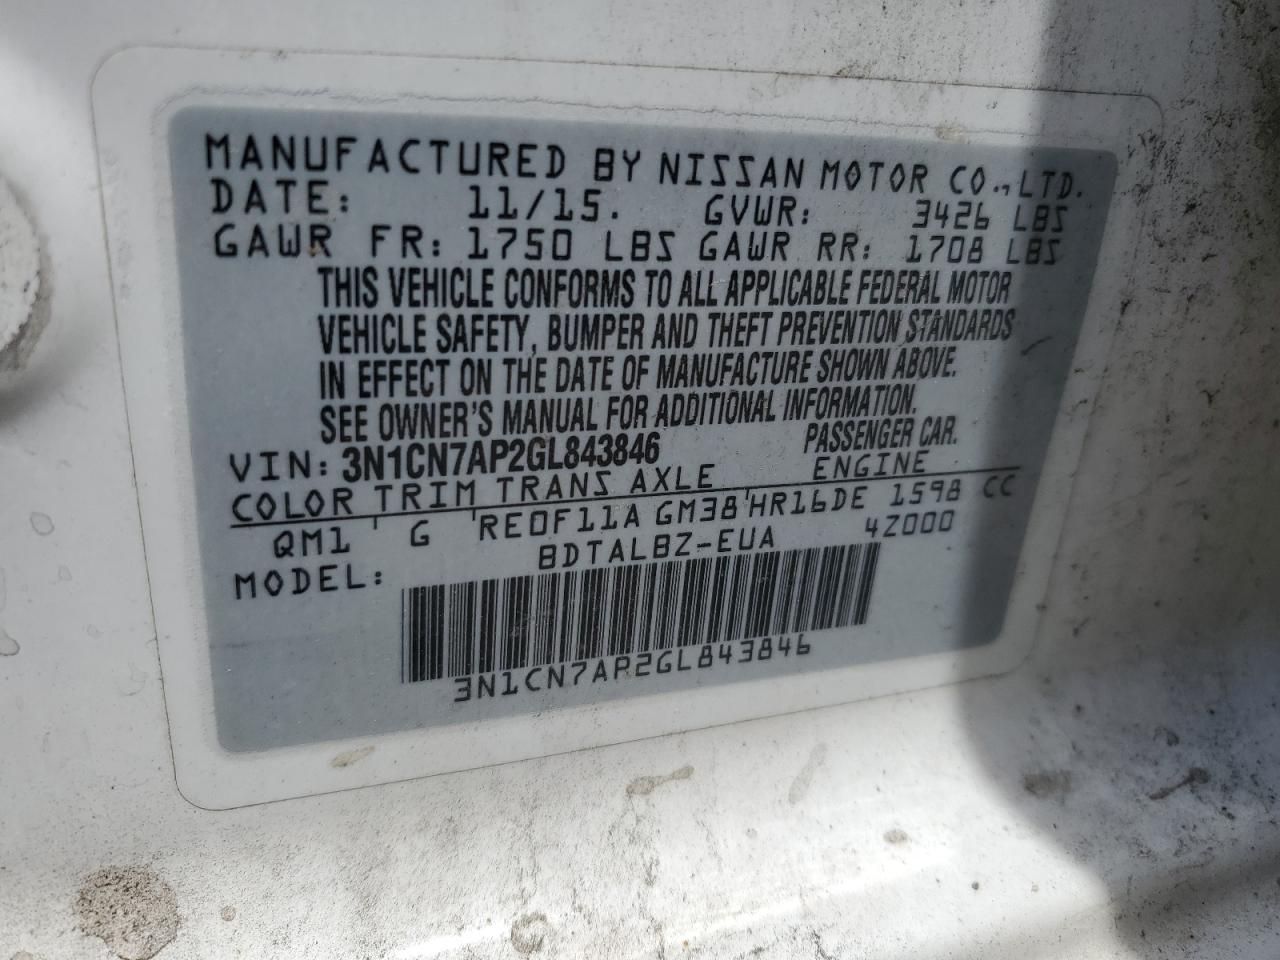 MANUFACTURED BY NISSAN MOTOR CO., LTD.
DATE: 11/15. GVWR: 3426 LBS
GAWR FR: 1750 LBS GAWR RR: 1708 LBS
THIS VEHICLE CONFORMS TO ALL APPLICABLE FEDERAL MOTOR
VEHICLE SAFETY, BUMPER AND THEFT PREVENTION STANDARDS
IN EFFECT ON THE DATE OF MANUFACTURE SHOWN ABOVE.
SEE OWNER'S MANUAL FOR ADDITIONAL INFORMATION.
VIN: 3N1CN7AP2GL843846 PASSENGER CAR.
COLOR TRIM TRANS AXLE ENGINE
QM1 G RE0F11A GM38 HR16DE 1598 CC
MODEL: BDTALBZ-EUA 4Z000
3N1CN7AP2GL843846